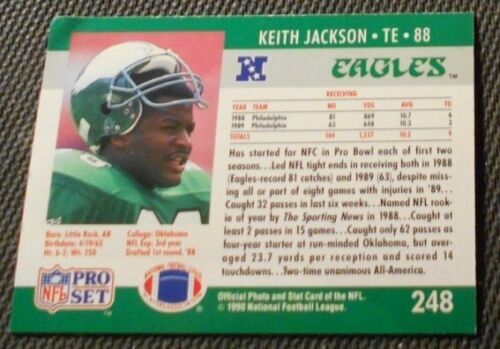 KEITH JACKSON • TE • 88
N
EAGLES™
RECEIVING
YEAR TEAM NO YDS AVG TD
1988 Philadelphia 81 869 10.7 6
1989 Philadelphia 63 648 10.3 3
TOTALS 144 1,517 10.5 9
Has started for NFC in Pro Bowl each of first two
seasons...Led NFL tight ends in receiving both in 1988
(Eagles-record 81 catches) and 1989 (63), despite miss-
ing all or part of eight games with injuries in '89...
Caught 32 passes in last six weeks...Named NFL rook-
ie of year by The Sporting News in 1988...Caught at
least 2 passes in 15 games...Caught only 62 passes as
four-year starter at run-minded Oklahoma, but aver-
aged 23.7 yards per reception and scored 14
touchdowns...Two-time unanimous All-America.
Born: Little Rock, AR
Birthdate: 4/19/65
Ht: 6-2; Wt: 250
College: Oklahoma
NFL Exp: 3rd year
Drafted 1st round, '88
NFL
PRO
SET
™
NATIONAL FOOTBALL
Official Photo and Stat Card of the NFL.
© 1990 National Football League.
248